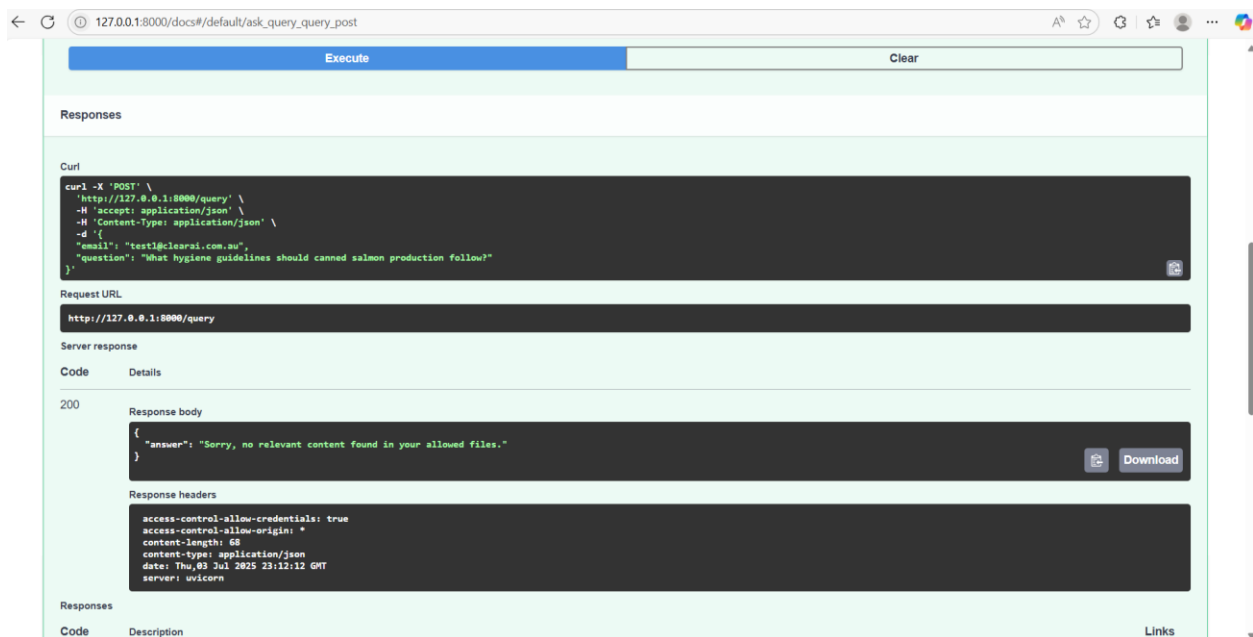 127.0.0.1:8000/docs#/default/ask_query_query_post
Execute
Clear
Responses
Curl
curl -X 'POST' \
'http://127.0.0.1:8000/query' \
-H 'accept: application/json' \
-H 'Content-Type: application/json' \
-d '{
"email": "test1@clearai.com.au",
"question": "What hygiene guidelines should canned salmon production follow?"
}'
Request URL
http://127.0.0.1:8000/query
Server response
Code Details
200
Response body
{
"answer": "Sorry, no relevant content found in your allowed files."
}
Download
Response headers
access-control-allow-credentials: true
access-control-allow-origin: *
content-length: 68
content-type: application/json
date: Thu,03 Jul 2025 23:12:12 GMT
server: uvicorn
Responses
Code Description Links